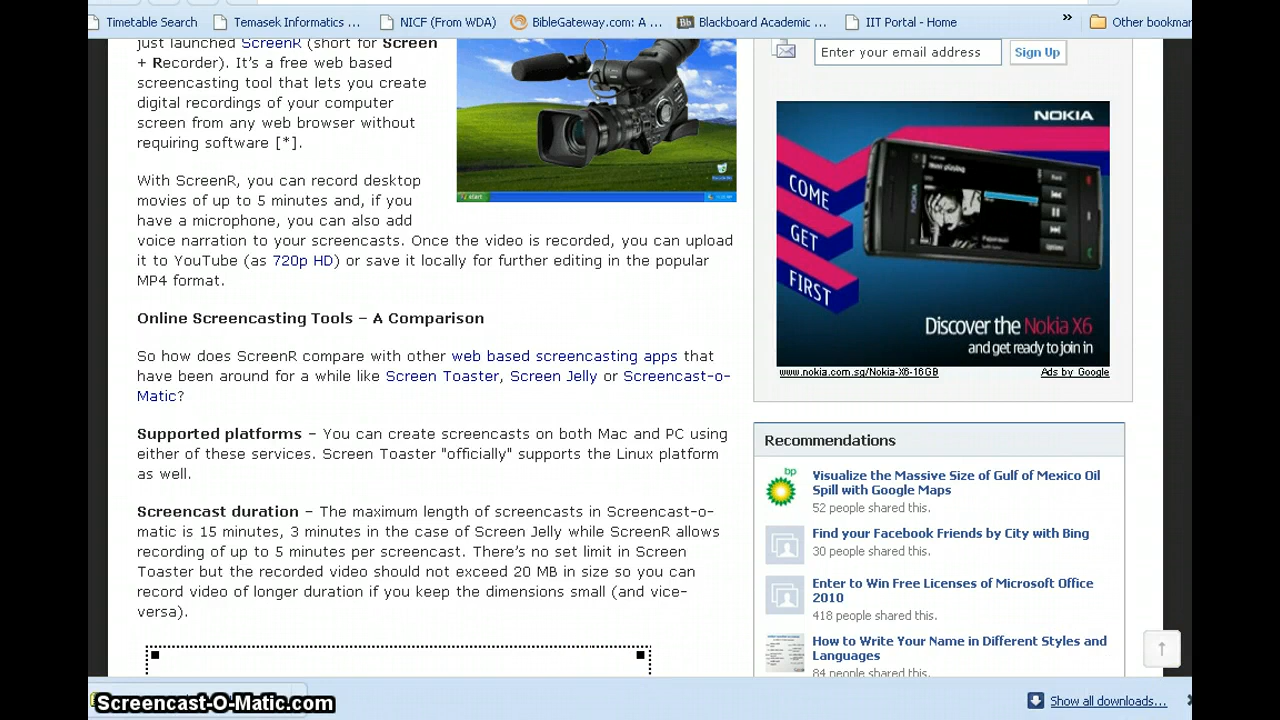 Timetable Search
Temasek Informatics ...
NICF (From WDA)
BibleGateway.com: A ...
Bb Blackboard Academic ...
IIT Portal - Home
»
Other bookmar
just launched ScreenR (short for Screen
+ Recorder). It's a free web based
screencasting tool that lets you create
digital recordings of your computer
screen from any web browser without
requiring software [*].
With ScreenR, you can record desktop
movies of up to 5 minutes and, if you
have a microphone, you can also add
voice narration to your screencasts. Once the video is recorded, you can upload
it to YouTube (as 720p HD) or save it locally for further editing in the popular
MP4 format.
Online Screencasting Tools – A Comparison
So how does ScreenR compare with other web based screencasting apps that
have been around for a while like Screen Toaster, Screen Jelly or Screencast-o-
Matic?
Supported platforms – You can create screencasts on both Mac and PC using
either of these services. Screen Toaster "officially" supports the Linux platform
as well.
Screencast duration – The maximum length of screencasts in Screencast-o-
matic is 15 minutes, 3 minutes in the case of Screen Jelly while ScreenR allows
recording of up to 5 minutes per screencast. There's no set limit in Screen
Toaster but the recorded video should not exceed 20 MB in size so you can
record video of longer duration if you keep the dimensions small (and vice-
versa).
start
Enter your email address
Sign Up
NOKIA
COME
GET
FIRST
Now playing
Discover the Nokia X6
and get ready to join in
www.nokia.com.sg/Nokia-X6-16GB
Ads by Google
Recommendations
bp
Visualize the Massive Size of Gulf of Mexico Oil
Spill with Google Maps
52 people shared this.
Find your Facebook Friends by City with Bing
30 people shared this.
Enter to Win Free Licenses of Microsoft Office
2010
418 people shared this.
How to Write Your Name in Different Styles and
Languages
84 people shared this.
Screencast-O-Matic.com
Show all downloads...